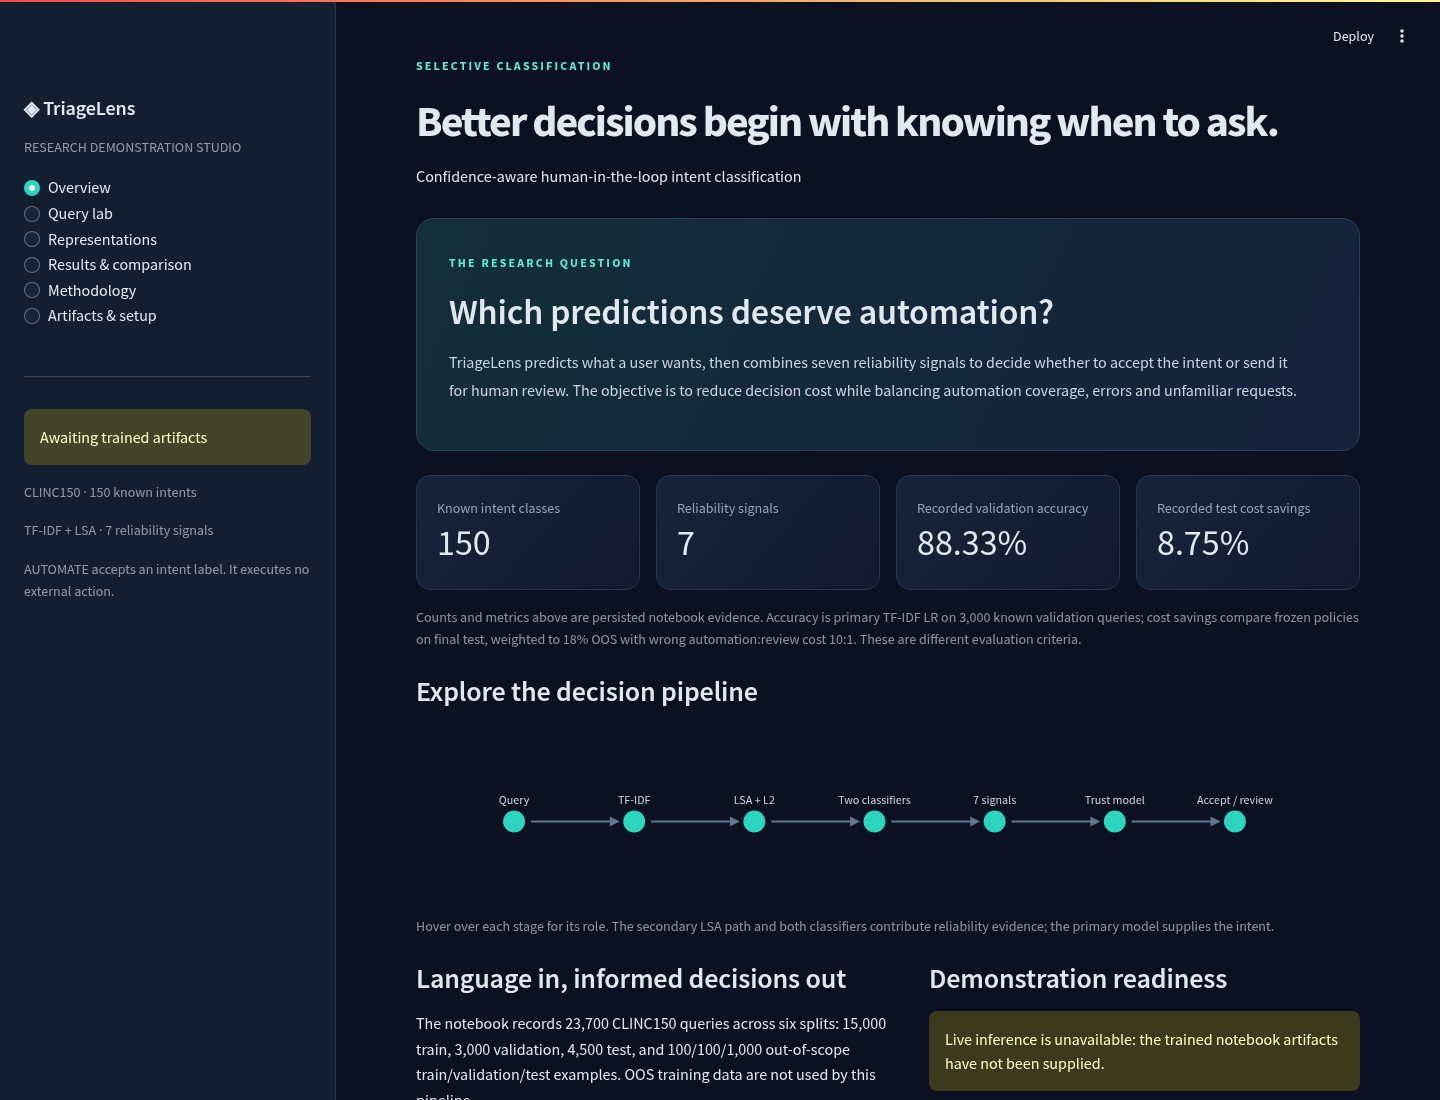 Deploy
◈ TriageLens
RESEARCH DEMONSTRATION STUDIO
Overview
Query lab
Representations
Results & comparison
Methodology
Artifacts & setup
Awaiting trained artifacts
CLINC150 · 150 known intents
TF-IDF + LSA · 7 reliability signals
AUTOMATE accepts an intent label. It executes no
external action.
SELECTIVE CLASSIFICATION
Better decisions begin with knowing when to ask.
Confidence-aware human-in-the-loop intent classification
THE RESEARCH QUESTION
Which predictions deserve automation?
TriageLens predicts what a user wants, then combines seven reliability signals to decide whether to accept the intent or send it
for human review. The objective is to reduce decision cost while balancing automation coverage, errors and unfamiliar requests.
Known intent classes
150
Reliability signals
7
Recorded validation accuracy
88.33%
Recorded test cost savings
8.75%
Counts and metrics above are persisted notebook evidence. Accuracy is primary TF-IDF LR on 3,000 known validation queries; cost savings compare frozen policies
on final test, weighted to 18% OOS with wrong automation:review cost 10:1. These are different evaluation criteria.
Explore the decision pipeline
Query
TF-IDF
LSA + L2
Two classifiers
7 signals
Trust model
Accept / review
Hover over each stage for its role. The secondary LSA path and both classifiers contribute reliability evidence; the primary model supplies the intent.
Language in, informed decisions out
The notebook records 23,700 CLINC150 queries across six splits: 15,000
train, 3,000 validation, 4,500 test, and 100/100/1,000 out-of-scope
train/validation/test examples. OOS training data are not used by this
pipeline.
Demonstration readiness
Live inference is unavailable: the trained notebook artifacts
have not been supplied.